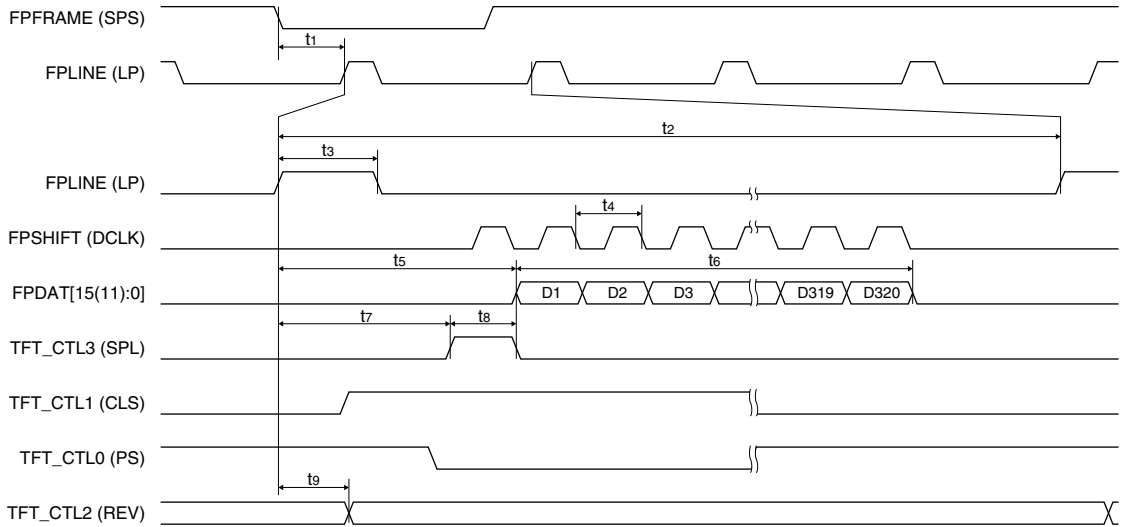 FPFRAME (SPS)
t1
FPLINE (LP)
t2
t3
FPLINE (LP)
t4
FPSHIFT (DCLK)
t5
t6
FPDAT[15(11):0]
D1
D2
D3
D319
D320
t7
t8
TFT_CTL3 (SPL)
TFT_CTL1 (CLS)
TFT_CTL0 (PS)
t9
TFT_CTL2 (REV)